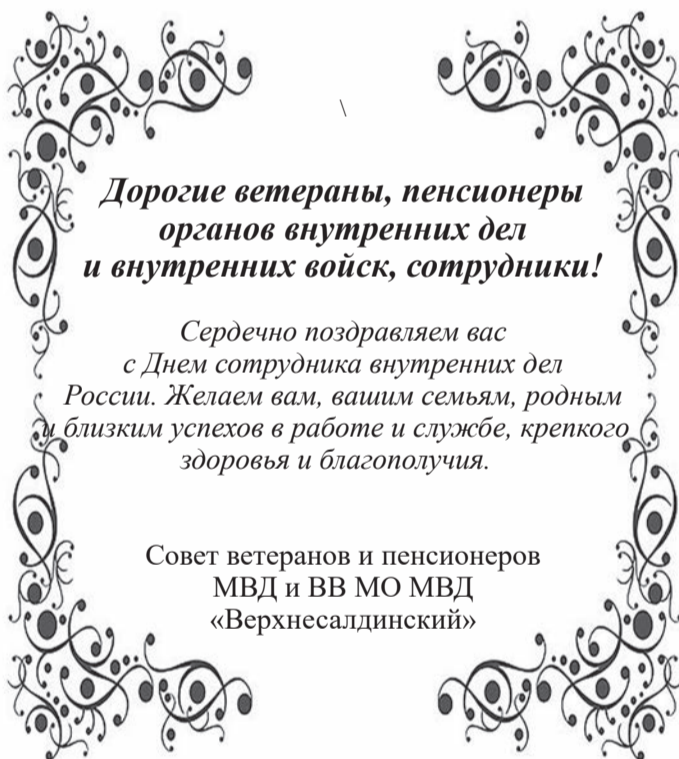 \
Дорогие ветераны, пенсионеры
органов внутренних дел
и внутренних войск, сотрудники!
Сердечно поздравляем вас
с Днем сотрудника внутренних дел
России. Желаем вам, вашим семьям, родным
и близким успехов в работе и службе, крепкого
здоровья и благополучия.
Совет ветеранов и пенсионеров
МВД и ВВ МО МВД
«Верхнесалдинский»